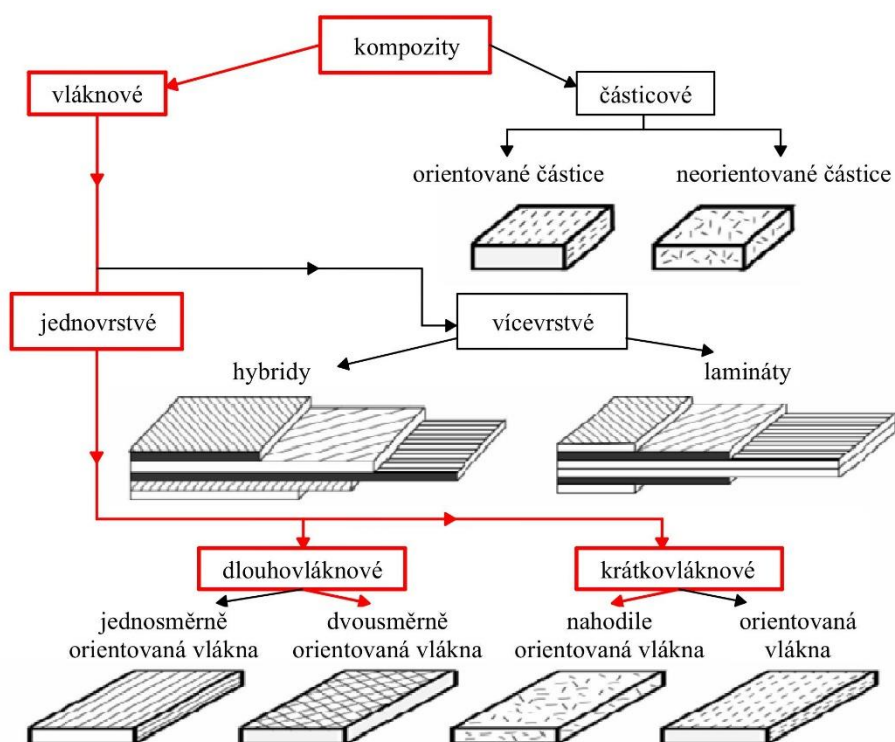 kompozity
vláknové
částicové
orientované částice
neorientované částice
jednovrstvé
vícevrstvé
hybridy
lamináty
dlouhovláknové
krátkovláknové
jednosměrně
orientovaná vlákna
dvousměrně
orientovaná vlákna
nahodile
orientovaná vlákna
orientovaná
vlákna